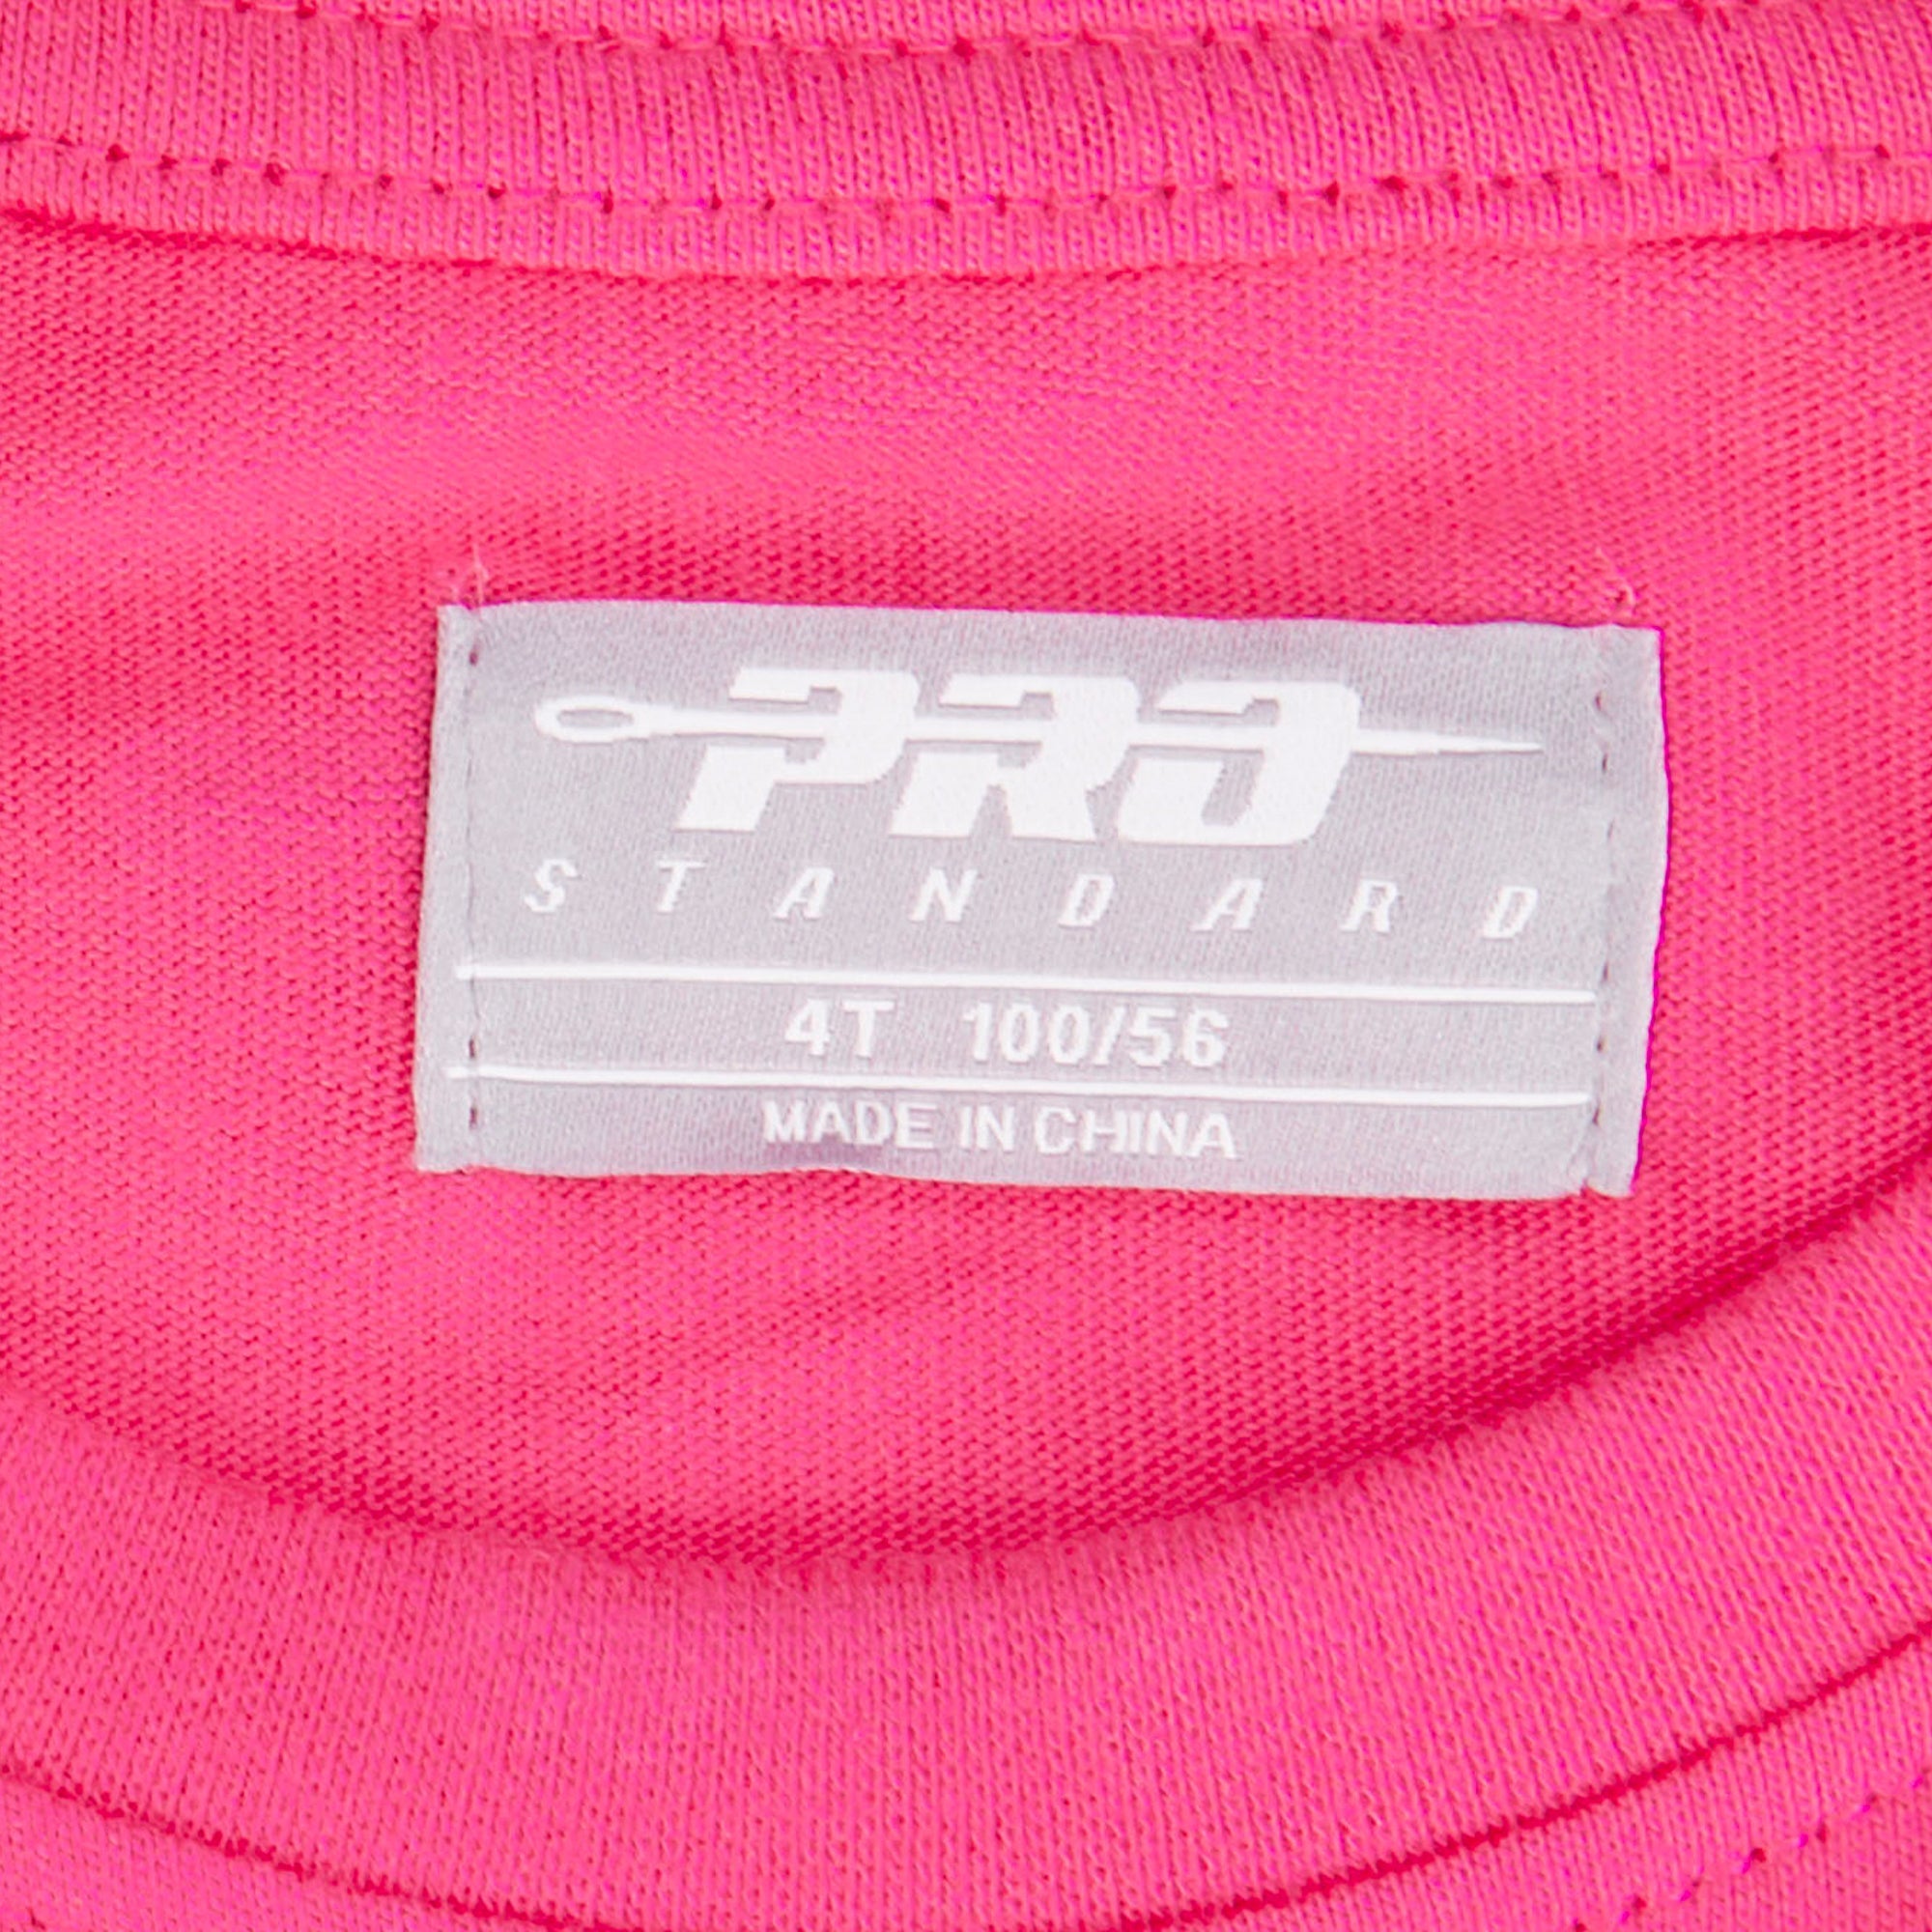 PRO
STANDARD
4T 100/56
MADE IN CHINA